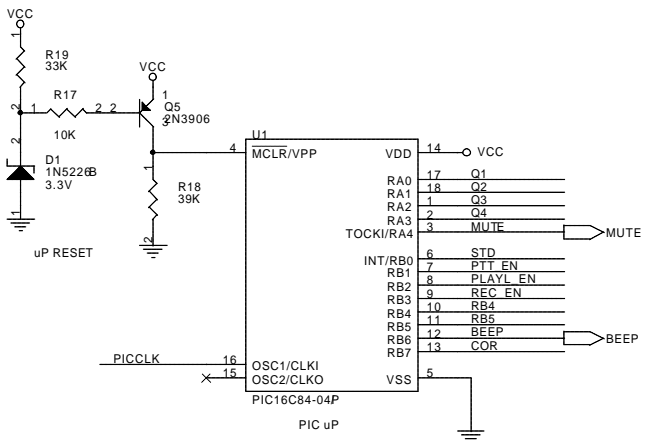 VCC
1
R19
33K
2
R17
1
2
2
10K
2
D1
1N5226B
3.3V
1
uP RESET
VCC
1
Q5
2N3906
3
1
R18
39K
2
U1
4
MCLR/VPP
VDD
14
VCC
RA0
17
Q1
RA1
18
Q2
RA2
1
Q3
RA3
2
Q4
TOCKI/RA4
3
MUTE
MUTE
INT/RB0
6
STD
RB1
7
PTT_EN
RB2
8
PLAYL_EN
RB3
9
REC_EN
RB4
10
RB4
RB5
11
RB5
RB6
12
BEEP
BEEP
RB7
13
COR
PICCLK
16
OSC1/CLKI
15
OSC2/CLKO
VSS
5
PIC16C84-04/P
PIC uP